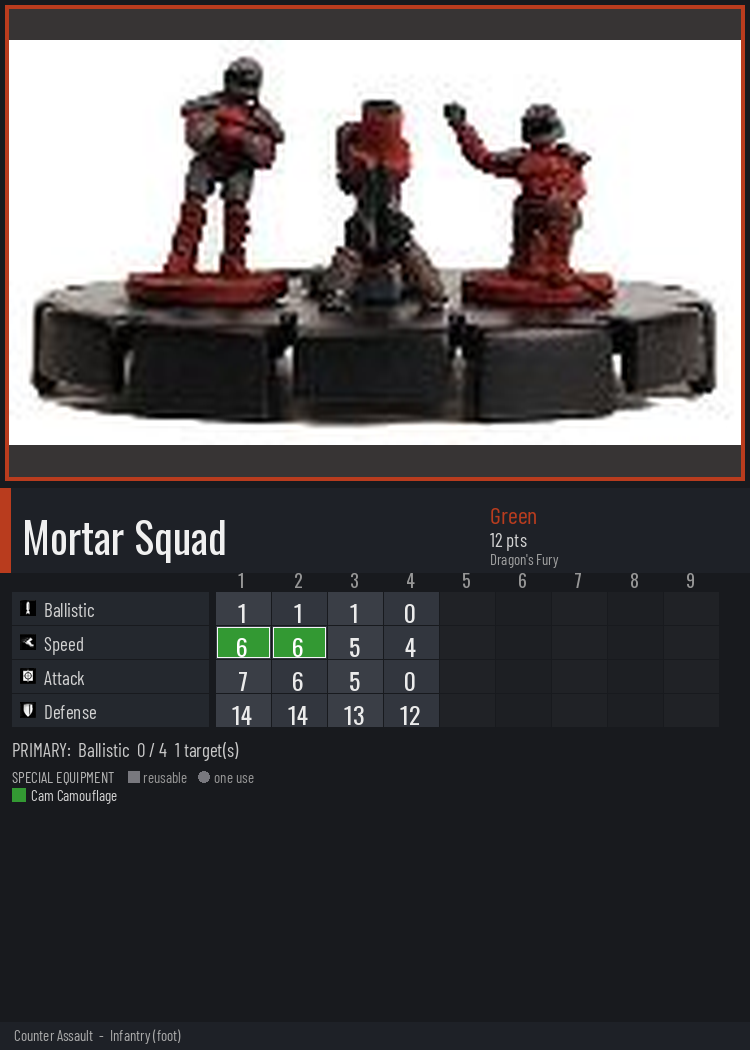 Mortar Squad
Green
12 pts
Dragon's Fury
1 2 3 4 5 6 7 8 9
Ballistic 1 1 1 0
Speed 6 6 5 4
Attack 7 6 5 0
Defense 14 14 13 12
PRIMARY: Ballistic 0 / 4 1 target(s)
SPECIAL EQUIPMENT reusable one use
Cam Camouflage
Counter Assault - Infantry (foot)